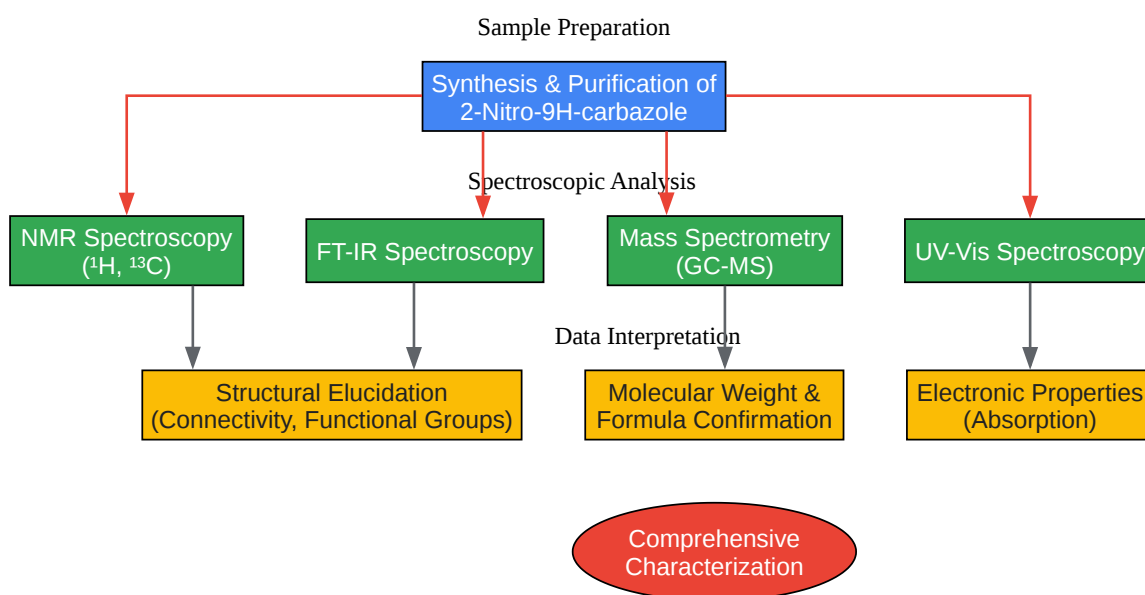 Sample Preparation
Synthesis & Purification of
2-Nitro-9H-carbazole
Spectroscopic Analysis
NMR Spectroscopy
(¹H, ¹³C)
FT-IR Spectroscopy
Mass Spectrometry
(GC-MS)
UV-Vis Spectroscopy
Data Interpretation
Structural Elucidation
(Connectivity, Functional Groups)
Molecular Weight &
Formula Confirmation
Electronic Properties
(Absorption)
Comprehensive
Characterization